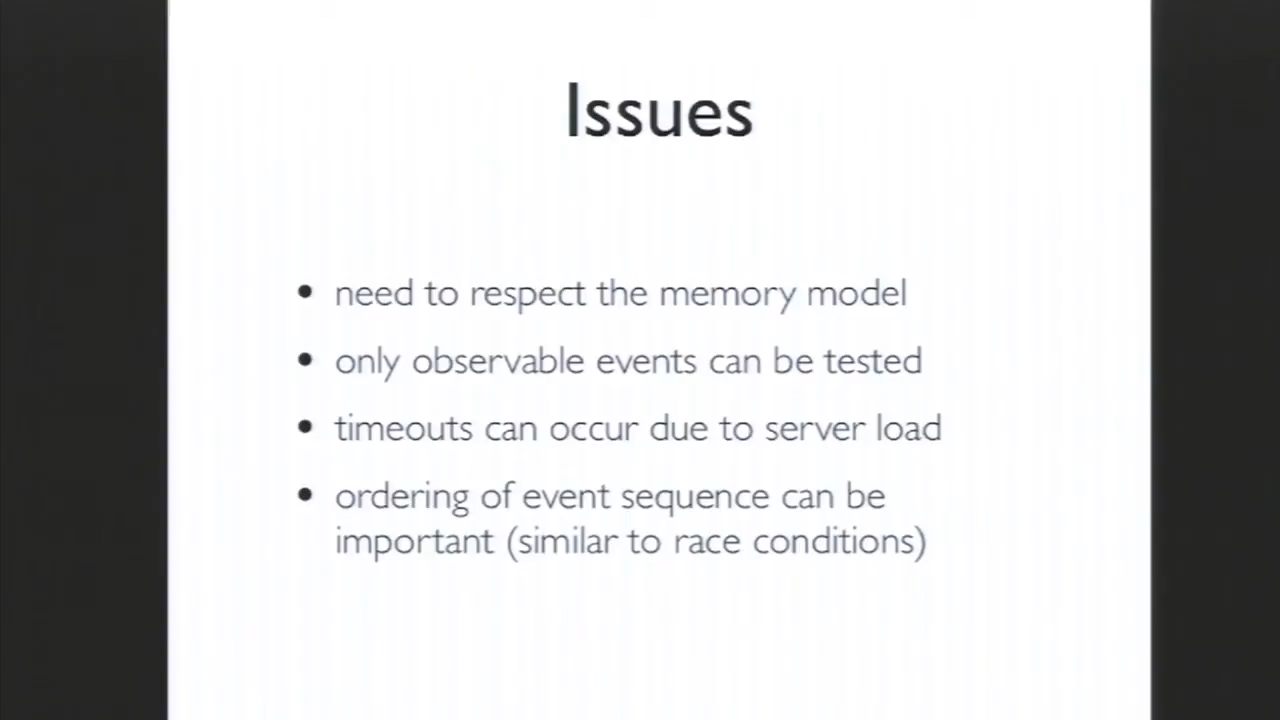 Issues
• need to respect the memory model
• only observable events can be tested
• timeouts can occur due to server load
• ordering of event sequence can be
important (similar to race conditions)